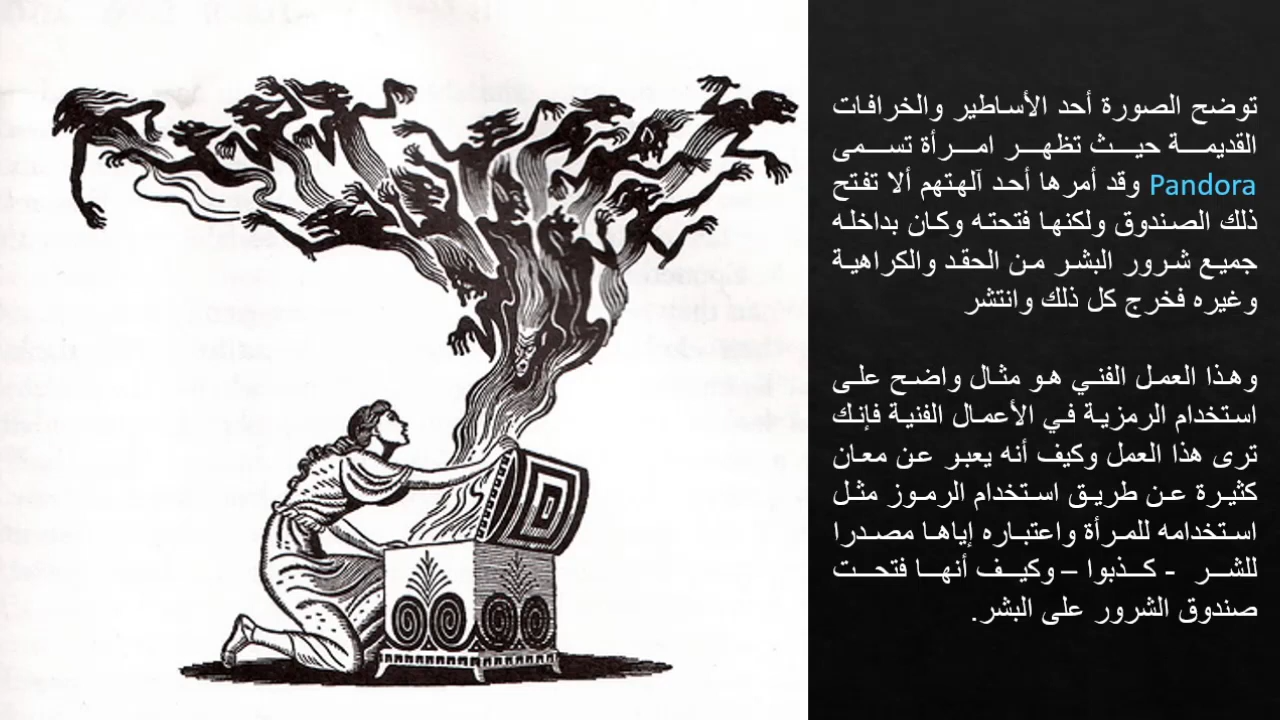 توضح الصورة أحد الأساطير والخرافات
القديمة حيث تظهر امرأة تسمى
Pandora وقد أمرها أحد آلهتهم ألا تفتح
ذلك الصندوق ولكنها فتحته وكان بداخله
جميع شرور البشر من الحقد والكراهية
وغيره فخرج كل ذلك وانتشر
وهذا العمل الفني هو مثال واضح على
استخدام الرمزية في الأعمال الفنية فإنك
ترى هذا العمل وكيف أنه يعبر عن معان
كثيرة عن طريق استخدام الرموز مثل
استخدامه للمرأة واعتباره إياها مصدرا
للشر - كذبوا – وكيف أنها فتحت
صندوق الشرور على البشر.